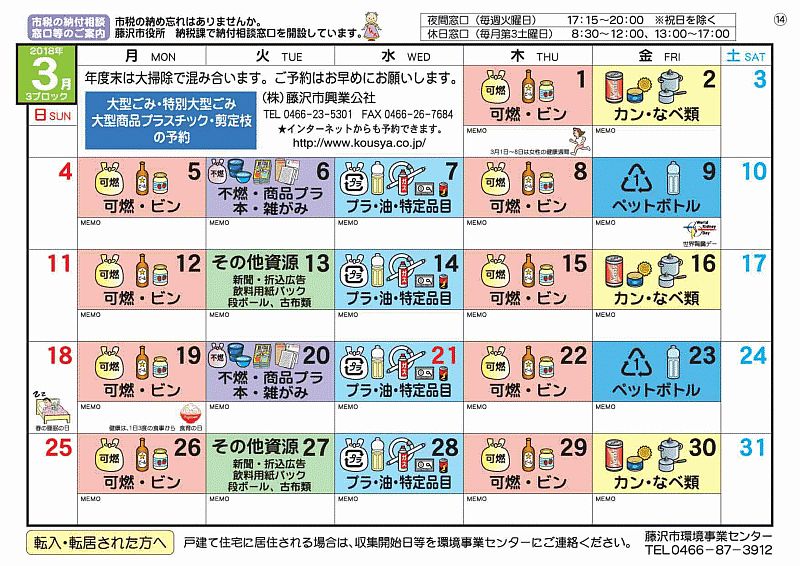 市税の納付相談
窓口等のご案内
市税の納め忘れはありませんか。
藤沢市役所 納税課で納付相談窓口を開設しています。
夜間窓口（毎週火曜日） 17：15～20：00 ※祝日を除く
休日窓口（毎月第3土曜日） 8：30～12：00、13：00～17：00
⑭
2018年
3月
3ブロック
日 SUN
月 MON
火 TUE
水 WED
木 THU
金 FRI
土 SAT
年度末は大掃除で混み合います。ご予約はお早めにお願いします。
大型ごみ・特別大型ごみ
大型商品プラスチック・剪定枝
の予約
（株）藤沢市興業公社
TEL 0466-23-5301 FAX 0466-26-7684
★インターネットからも予約できます。
http://www.kousya.co.jp/
1
可燃
可燃・ビン
MEMO
3月1日～8日は女性の健康週間
2
カン・なべ類
MEMO
3
4
5
可燃
可燃・ビン
MEMO
6
不燃
不燃・商品プラ
本・雑がみ
MEMO
7
プラ
プラ・油・特定品目
MEMO
8
可燃
可燃・ビン
MEMO
9
1
ペットボトル
MEMO
World
Kidney
Day
世界腎臓デー
10
11
12
可燃
可燃・ビン
MEMO
その他資源 13
新聞・折込広告
飲料用紙パック
段ボール、古布類
MEMO
14
プラ
プラ・油・特定品目
MEMO
15
可燃
可燃・ビン
MEMO
16
カン・なべ類
MEMO
17
18
春の睡眠の日
19
可燃
可燃・ビン
MEMO
健康は、1日3食の食事から 食育の日
20
不燃
不燃・商品プラ
本・雑がみ
MEMO
21
プラ
プラ・油・特定品目
MEMO
22
可燃
可燃・ビン
MEMO
23
1
ペットボトル
MEMO
24
25
26
可燃
可燃・ビン
MEMO
その他資源 27
新聞・折込広告
飲料用紙パック
段ボール、古布類
MEMO
28
プラ
プラ・油・特定品目
MEMO
29
可燃
可燃・ビン
MEMO
30
カン・なべ類
MEMO
31
転入・転居された方へ
戸建て住宅に居住される場合は、収集開始日等を環境事業センターにご連絡ください。
藤沢市環境事業センター
TEL0466－87－3912